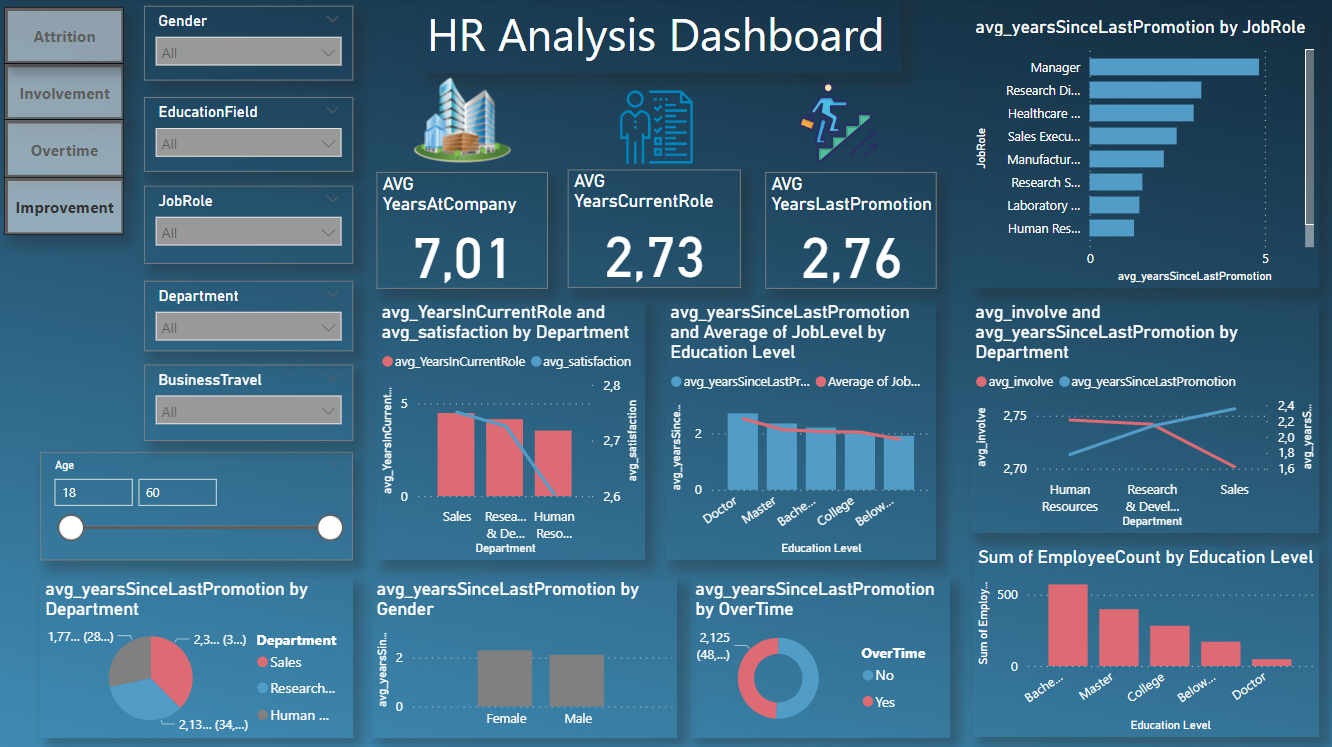 HR Analysis Dashboard
Attrition
Involvement
Overtime
Improvement
Gender
All
EducationField
All
JobRole
All
Department
All
BusinessTravel
All
Age
18
60
AVG
YearsAtCompany
7,01
AVG
YearsCurrentRole
2,73
AVG
YearsLastPromotion
2,76
avg_yearsSinceLastPromotion by JobRole
JobRole
Manager
Research Di...
Healthcare ...
Sales Execu...
Manufactur...
Research S...
Laboratory ...
Human Res...
0
5
avg_yearsSinceLastPromotion
avg_YearsInCurrentRole and
avg_satisfaction by Department
avg_YearsInCurrentRole
avg_satisfaction
avg_YearsInCurrent...
5
0
2,8
2,7
2,6
avg_satisfaction
Sales
Resea...
& De...
Human
Reso...
Department
avg_yearsSinceLastPromotion
and Average of JobLevel by
Education Level
avg_yearsSinceLastPr...
Average of Job...
avg_yearsSince...
2
0
Doctor
Master
Bache...
College
Below...
Education Level
avg_involve and
avg_yearsSinceLastPromotion by
Department
avg_involve
avg_yearsSinceLastPromotion
avg_involve
2,75
2,70
2,4
2,2
2,0
1,8
1,6
avg_yearsS...
Human
Resources
Research
& Devel...
Sales
Department
avg_yearsSinceLastPromotion by
Department
1,77... (28...)
2,3... (3...)
2,13... (34,...)
Department
Sales
Research...
Human ...
avg_yearsSinceLastPromotion by
Gender
avg_yearsSin...
2
0
Female
Male
avg_yearsSinceLastPromotion
by OverTime
2,125
(48,...)
OverTime
No
Yes
Sum of EmployeeCount by Education Level
Sum of Employ...
500
0
Bache...
Master
College
Below...
Doctor
Education Level